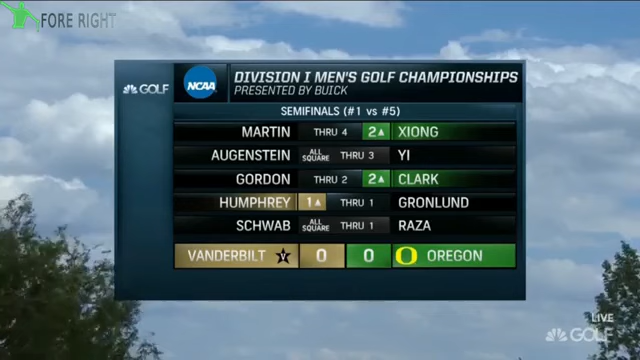 FORE RIGHT
GOLF
NCAA
DIVISION I MEN'S GOLF CHAMPIONSHIPS
PRESENTED BY BUICK
SEMIFINALS (#1 vs #5)
MARTIN THRU 4 2▲ XIONG
AUGENSTEIN ALL SQUARE THRU 3 YI
GORDON THRU 2 2▲ CLARK
HUMPHREY 1▲ THRU 1 GRONLUND
SCHWAB ALL SQUARE THRU 1 RAZA
VANDERBILT V 0 0 O OREGON
LIVE
GOLF